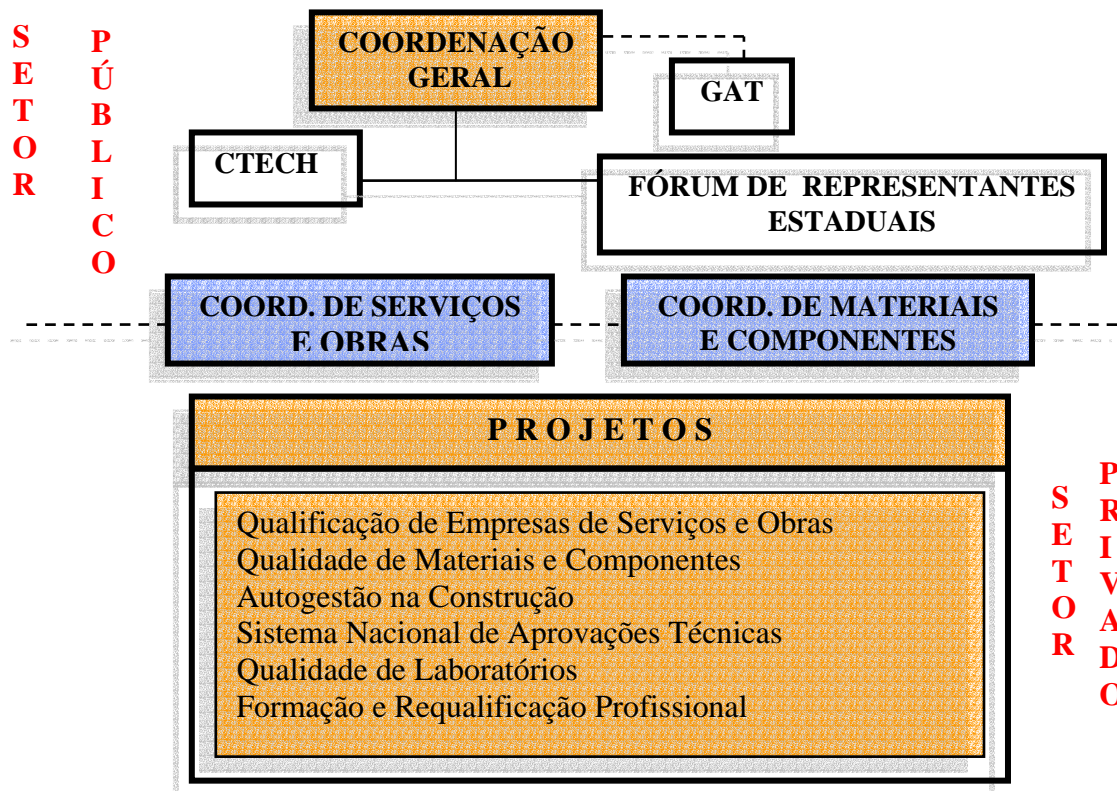 SETOR
PÚBLICO
COORDENAÇÃO
GERAL
GAT
CTECH
FÓRUM DE REPRESENTANTES
ESTADUAIS
COORD. DE SERVIÇOS
E OBRAS
COORD. DE MATERIAIS
E COMPONENTES
P R O J E T O S
Qualificação de Empresas de Serviços e Obras
Qualidade de Materiais e Componentes
Autogestão na Construção
Sistema Nacional de Aprovações Técnicas
Qualidade de Laboratórios
Formação e Requalificação Profissional
SETOR
PRIVADO